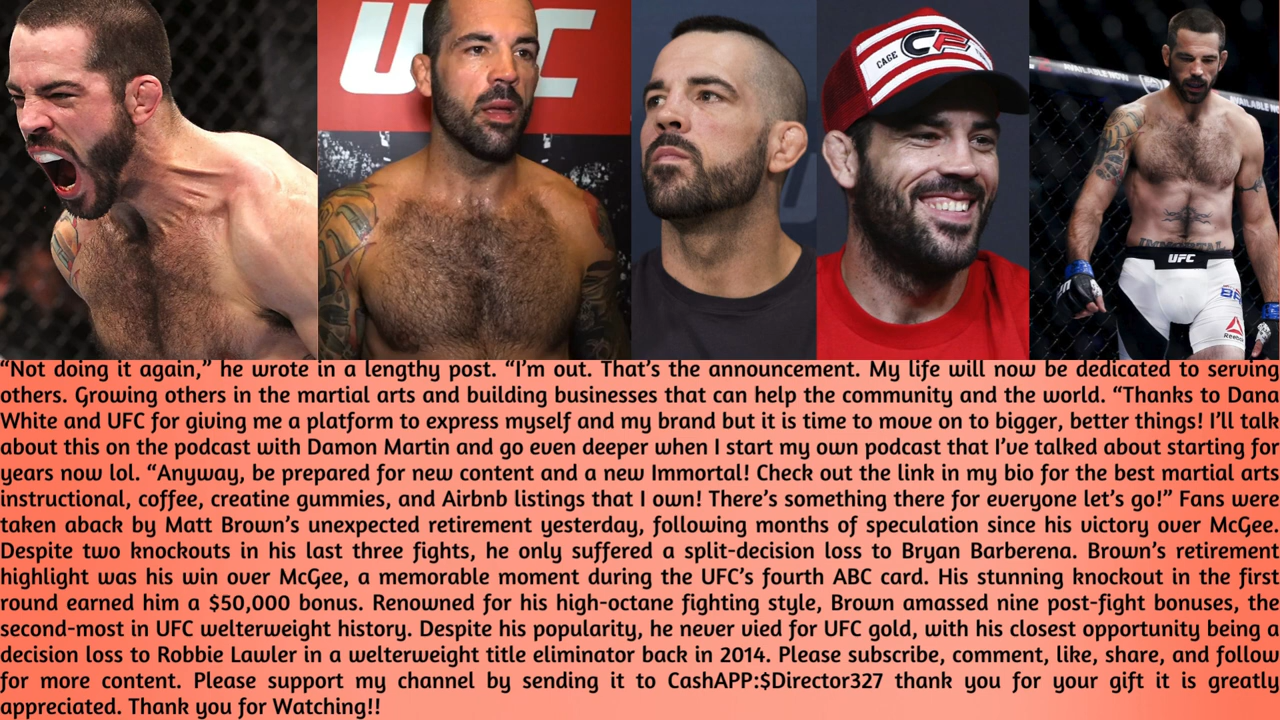 UFC
CAGE
CF
AVAILABLE NOW
AVAILABLE NO
IMMORTAL
UFC
Reebok
“Not doing it again,” he wrote in a lengthy post. “I’m out. That’s the announcement. My life will now be dedicated to serving
others. Growing others in the martial arts and building businesses that can help the community and the world. “Thanks to Dana
White and UFC for giving me a platform to express myself and my brand but it is time to move on to bigger, better things! I’ll talk
about this on the podcast with Damon Martin and go even deeper when I start my own podcast that I’ve talked about starting for
years now lol. “Anyway, be prepared for new content and a new Immortal! Check out the link in my bio for the best martial arts
instructional, coffee, creatine gummies, and Airbnb listings that I own! There’s something there for everyone let’s go!” Fans were
taken aback by Matt Brown’s unexpected retirement yesterday, following months of speculation since his victory over McGee.
Despite two knockouts in his last three fights, he only suffered a split-decision loss to Bryan Barberena. Brown’s retirement
highlight was his win over McGee, a memorable moment during the UFC’s fourth ABC card. His stunning knockout in the first
round earned him a $50,000 bonus. Renowned for his high-octane fighting style, Brown amassed nine post-fight bonuses, the
second-most in UFC welterweight history. Despite his popularity, he never vied for UFC gold, with his closest opportunity being a
decision loss to Robbie Lawler in a welterweight title eliminator back in 2014. Please subscribe, comment, like, share, and follow
for more content. Please support my channel by sending it to CashAPP:$Director327 thank you for your gift it is greatly
appreciated. Thank you for Watching!!